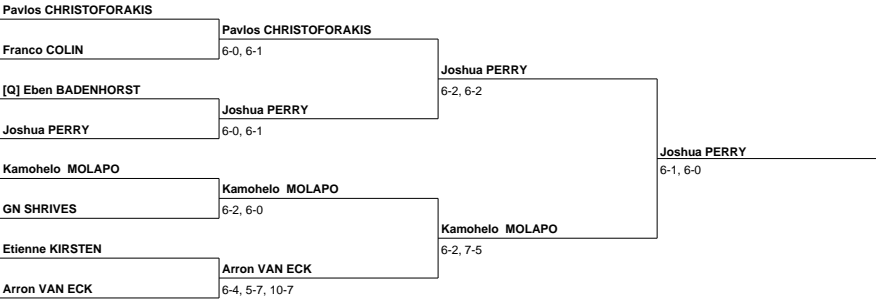 Pavlos CHRISTOFORAKIS
Pavlos CHRISTOFORAKIS
Franco COLIN
6-0, 6-1
Joshua PERRY
[Q] Eben BADENHORST
6-2, 6-2
Joshua PERRY
Joshua PERRY
6-0, 6-1
Joshua PERRY
Kamohelo MOLAPO
6-1, 6-0
Kamohelo MOLAPO
GN SHRIVES
6-2, 6-0
Kamohelo MOLAPO
Etienne KIRSTEN
6-2, 7-5
Arron VAN ECK
Arron VAN ECK
6-4, 5-7, 10-7